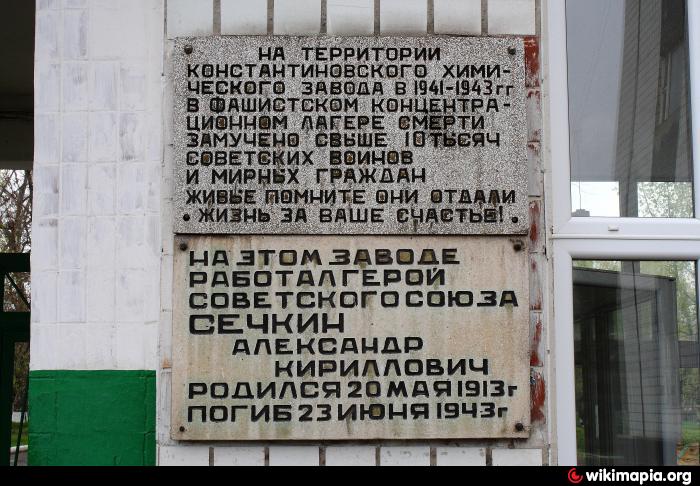 НА ТЕРРИТОРИИ
КОНСТАНТИНОВСКОГО ХИМИ-
ЧЕСКОГО ЗАВОДА В 1941-1943гг
В ФАШИСТСКОМ КОНЦЕНТРА-
ЦИОННОМ ЛАГЕРЕ СМЕРТИ
ЗАМУЧЕНО СВЫШЕ 10 ТЫСЯЧ
СОВЕТСКИХ ВОИНОВ
И МИРНЫХ ГРАЖДАН
ЖИВЫЕ ПОМНИТЕ ОНИ ОТДАЛИ
ЖИЗНЬ ЗА ВАШЕ СЧАСТЬЕ!
НА ЭТОМ ЗАВОДЕ
РАБОТАЛ ГЕРОЙ
СОВЕТСКОГО СОЮЗА
СЕЧКИН
АЛЕКСАНДР
КИРИЛЛОВИЧ
РОДИЛСЯ 20 МАЯ 1913г
ПОГИБ 23 ИЮНЯ 1943г
wikimapia.org